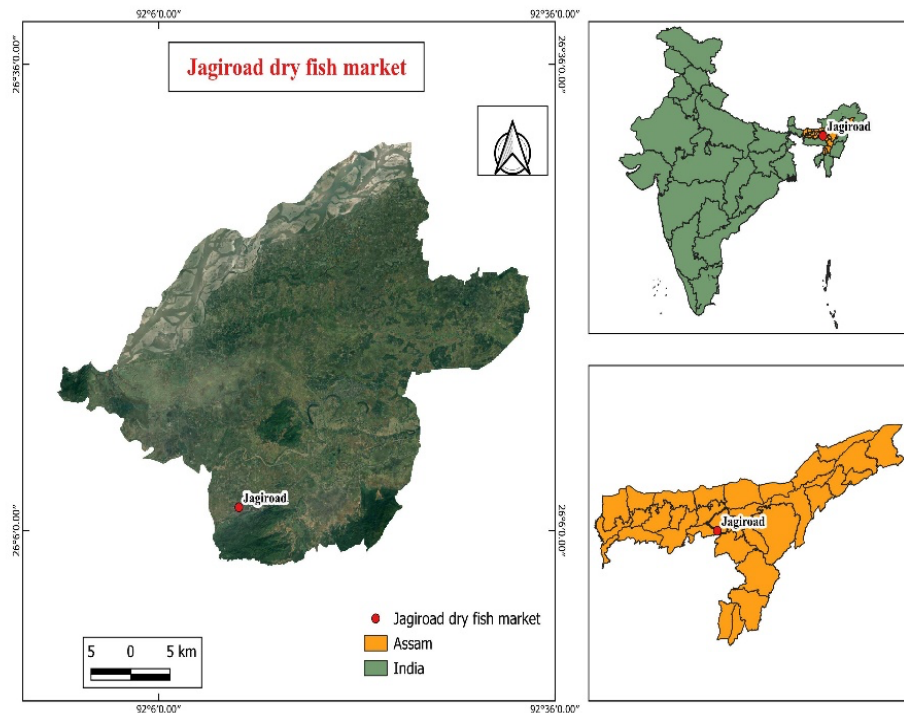 92°6'0.00"
92°36'0.00"
26°36'0.00"
26°36'0.00"
Jagiroad dry fish market
Jagiroad
Jagiroad
Jagiroad
26°6'0.00"
26°6'0.00"
Jagiroad dry fish market
Assam
India
5 0 5 km
92°6'0.00"
92°36'0.00"